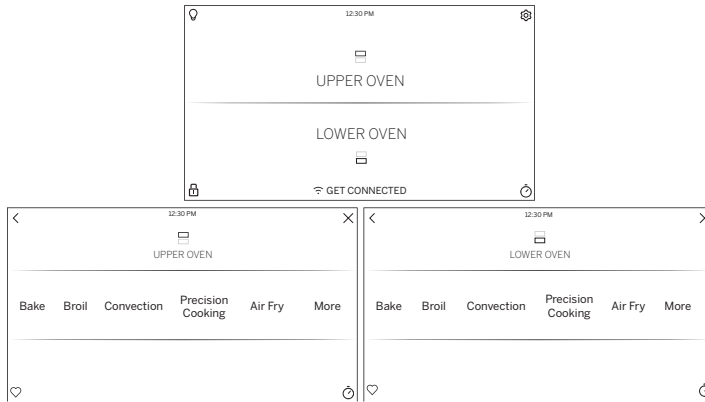 12:30 PM
UPPER OVEN
LOWER OVEN
GET CONNECTED
12:30 PM
UPPER OVEN
Bake Broil Convection Precision Cooking Air Fry More
12:30 PM
LOWER OVEN
Bake Broil Convection Precision Cooking Air Fry More